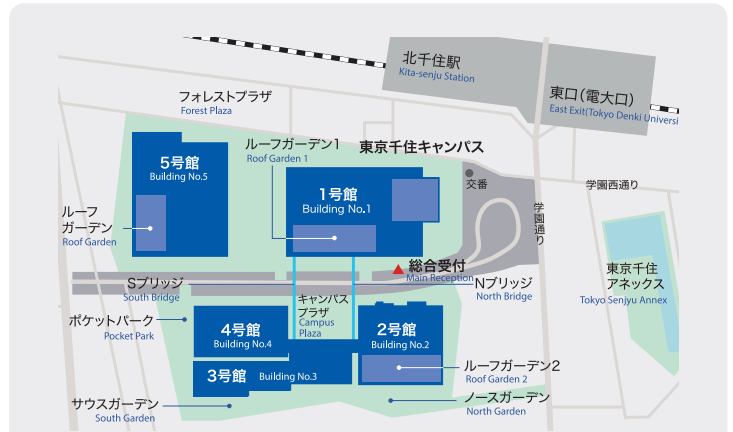 北千住駅
Kita-senju Station
東口(電大口)
East Exit(Tokyo Denki Universi
フォレストプラザ
Forest Plaza
ルーフガーデン1
Roof Garden 1
東京千住キャンパス
5号館
Building No.5
1号館
Building No.1
交番
学園西通り
学園通り
ルーフ
ガーデン
Roof Garden
総合受付
Main Reception
東京千住
アネックス
Tokyo Senjyu Annex
Sブリッジ
South Bridge
Nブリッジ
North Bridge
キャンパス
プラザ
Campus
Plaza
ポケットパーク
Pocket Park
4号館
Building No.4
2号館
Building No.2
3号館
Building No.3
ルーフガーデン2
Roof Garden 2
サウスガーデン
South Garden
ノースガーデン
North Garden